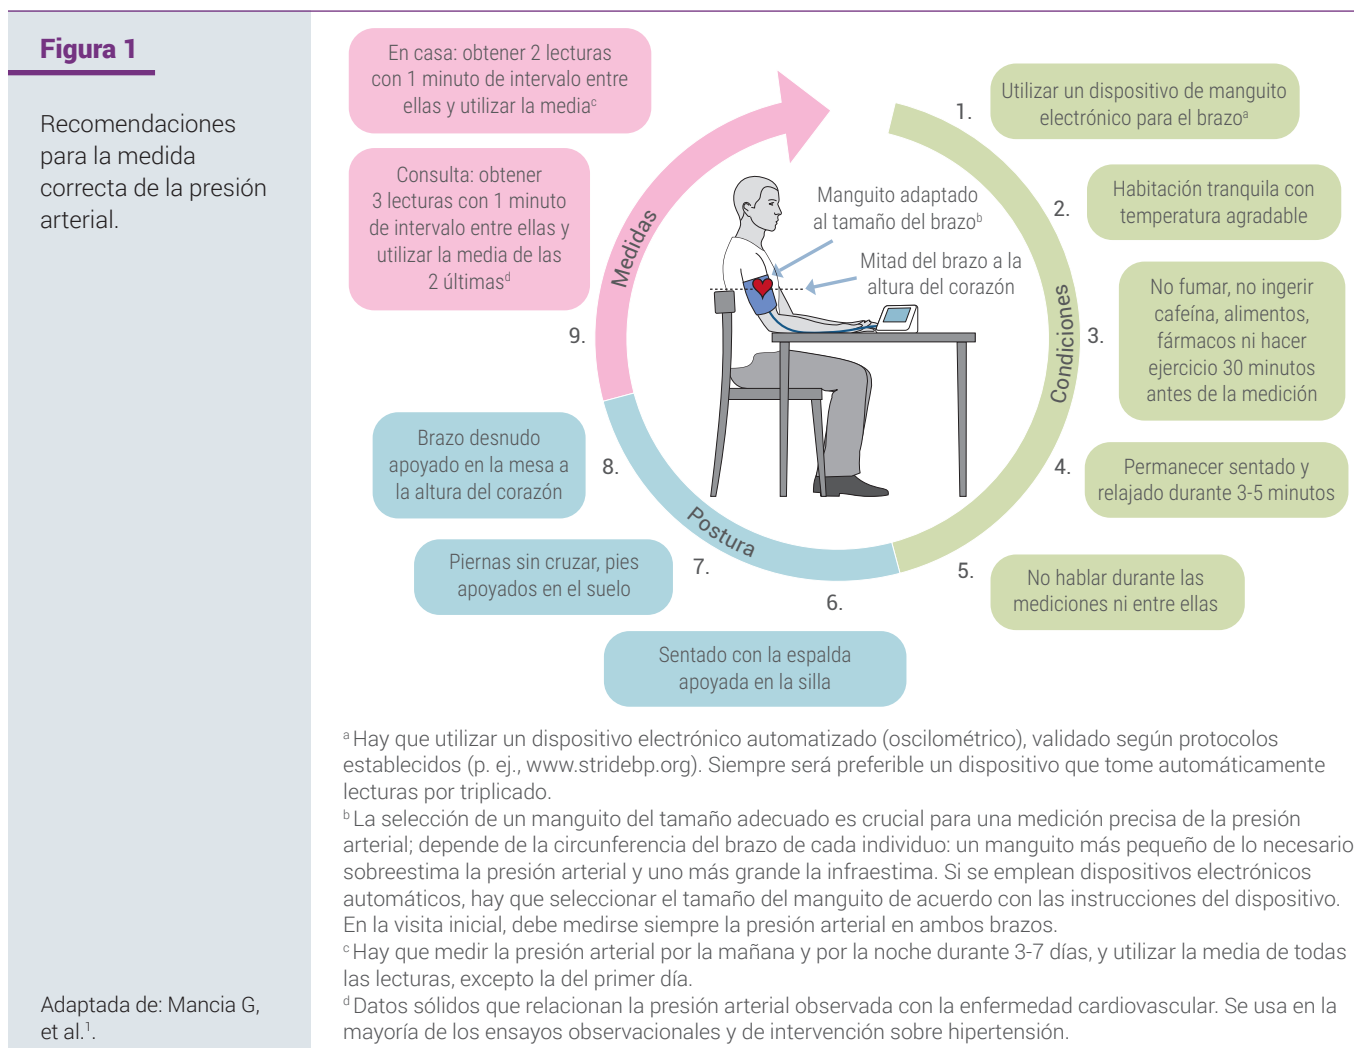 Figura 1
Recomendaciones
para la medida
correcta de la presión
arterial.
Adaptada de: Mancia G,
et al.1.
En casa: obtener 2 lecturas
con 1 minuto de intervalo entre
ellas y utilizar la mediac
Consulta: obtener
3 lecturas con 1 minuto
de intervalo entre ellas y
utilizar la media de las
2 últimasd
Medidas
9.
1.
Utilizar un dispositivo de manguito
electrónico para el brazoa
2.
Habitación tranquila con
temperatura agradable
Manguito adaptado
al tamaño del brazob
Mitad del brazo a la
altura del corazón
Condiciones
3.
No fumar, no ingerir
cafeína, alimentos,
fármacos ni hacer
ejercicio 30 minutos
antes de la medición
4.
Permanecer sentado y
relajado durante 3-5 minutos
5.
No hablar durante las
mediciones ni entre ellas
6.
Sentado con la espalda
apoyada en la silla
Postura
7.
Piernas sin cruzar, pies
apoyados en el suelo
8.
Brazo desnudo
apoyado en la mesa a
la altura del corazón
a Hay que utilizar un dispositivo electrónico automatizado (oscilométrico), validado según protocolos
establecidos (p. ej., www.stridebp.org). Siempre será preferible un dispositivo que tome automáticamente
lecturas por triplicado.
b La selección de un manguito del tamaño adecuado es crucial para una medición precisa de la presión
arterial; depende de la circunferencia del brazo de cada individuo: un manguito más pequeño de lo necesario
sobreestima la presión arterial y uno más grande la infraestima. Si se emplean dispositivos electrónicos
automáticos, hay que seleccionar el tamaño del manguito de acuerdo con las instrucciones del dispositivo.
En la visita inicial, debe medirse siempre la presión arterial en ambos brazos.
c Hay que medir la presión arterial por la mañana y por la noche durante 3-7 días, y utilizar la media de todas
las lecturas, excepto la del primer día.
d Datos sólidos que relacionan la presión arterial observada con la enfermedad cardiovascular. Se usa en la
mayoría de los ensayos observacionales y de intervención sobre hipertensión.